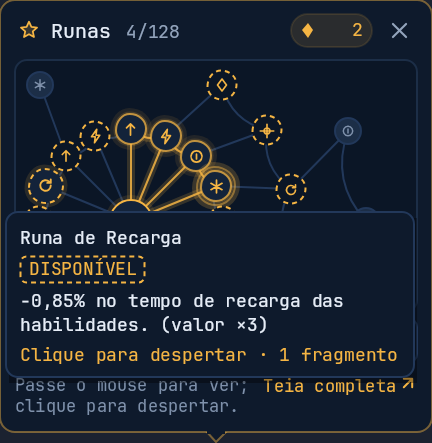 Runas 4/128 2
Runa de Recarga
DISPONÍVEL
-0,85% no tempo de recarga das
habilidades. (valor ×3)
Clique para despertar · 1 fragmento
Passe o mouse para ver; Teia completa
clique para despertar.